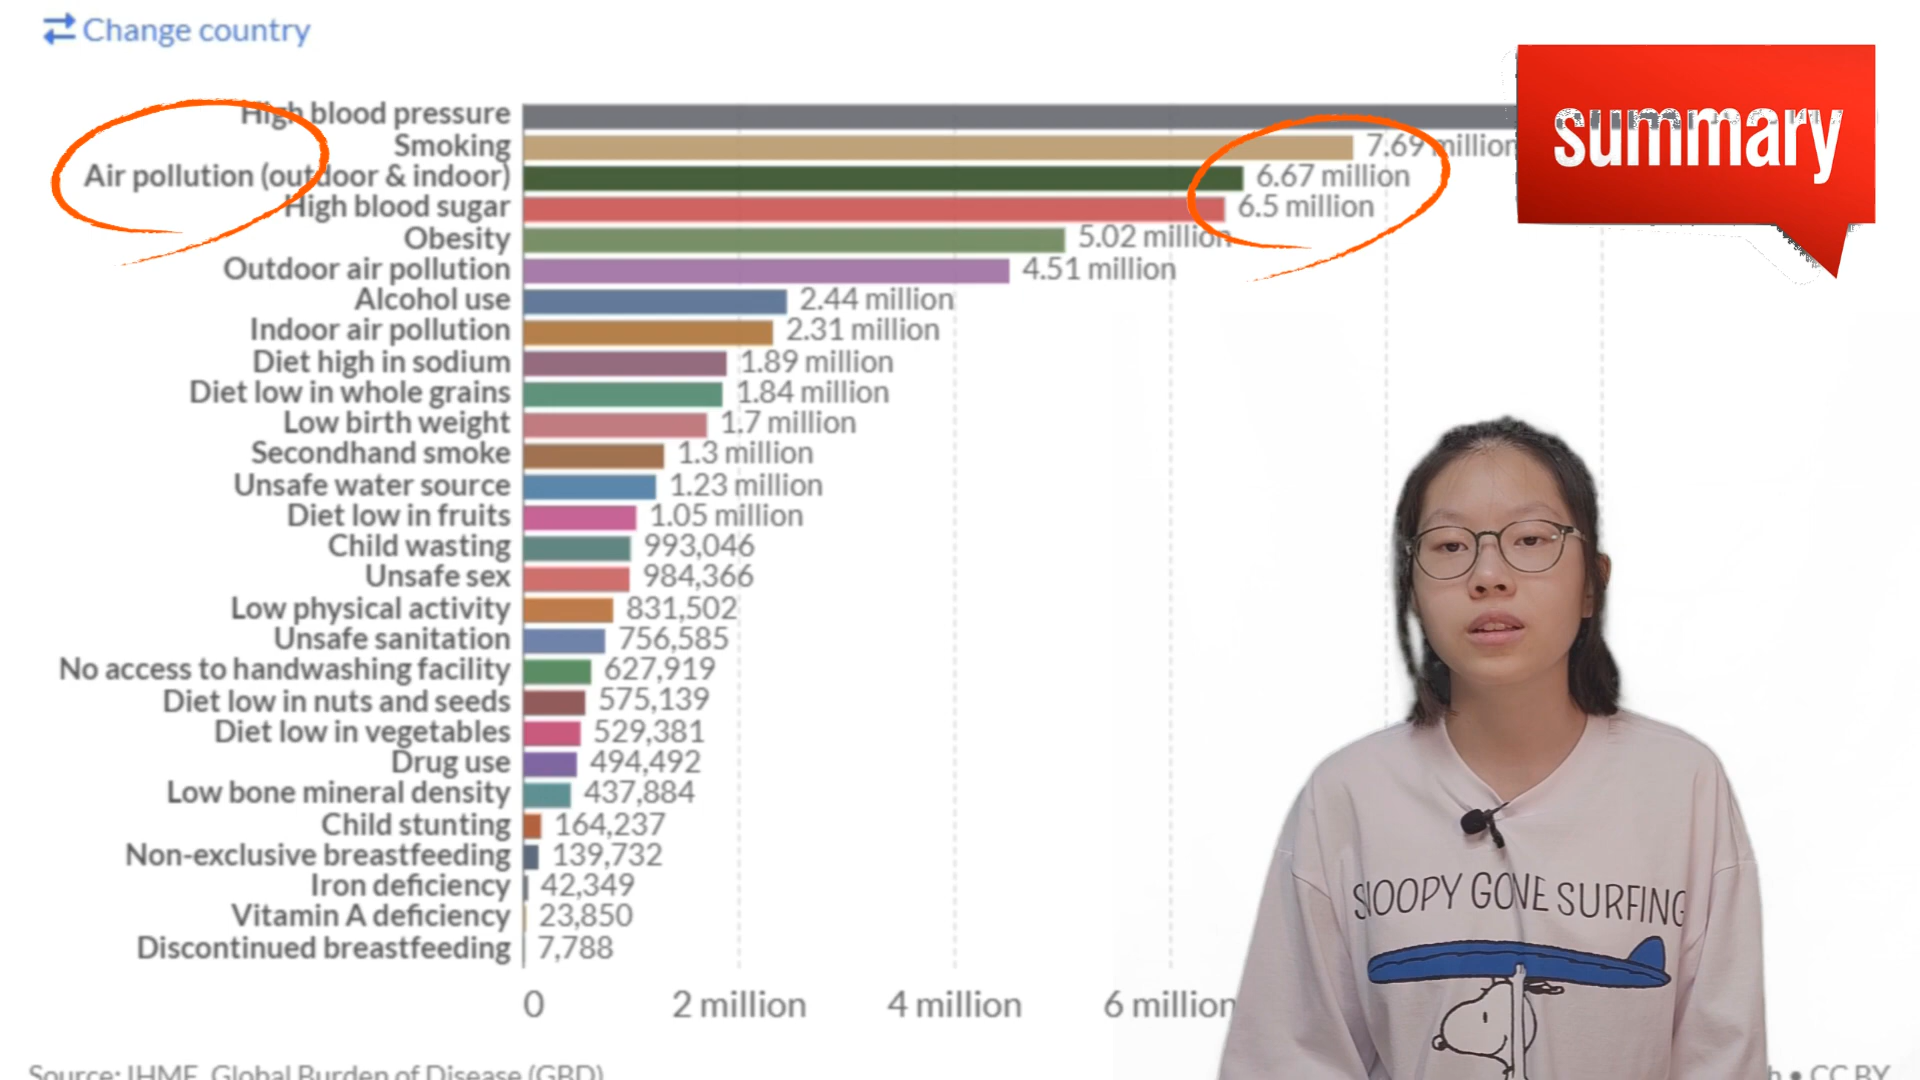 Change country
summary
High blood pressure
Smoking 7.69 million
Air pollution (outdoor & indoor) 6.67 million
High blood sugar 6.5 million
Obesity 5.02 million
Outdoor air pollution 4.51 million
Alcohol use 2.44 million
Indoor air pollution 2.31 million
Diet high in sodium 1.89 million
Diet low in whole grains 1.84 million
Low birth weight 1.7 million
Secondhand smoke 1.3 million
Unsafe water source 1.23 million
Diet low in fruits 1.05 million
Child wasting 993,046
Unsafe sex 984,366
Low physical activity 831,502
Unsafe sanitation 756,585
No access to handwashing facility 627,919
Diet low in nuts and seeds 575,139
Diet low in vegetables 529,381
Drug use 494,492
Low bone mineral density 437,884
Child stunting 164,237
Non-exclusive breastfeeding 139,732
Iron deficiency 42,349
Vitamin A deficiency 23,850
Discontinued breastfeeding 7,788
0 2 million 4 million 6 million
SNOOPY GONE SURFING
Source: IHME, Global Burden of Disease (GBD)
h • CC BY